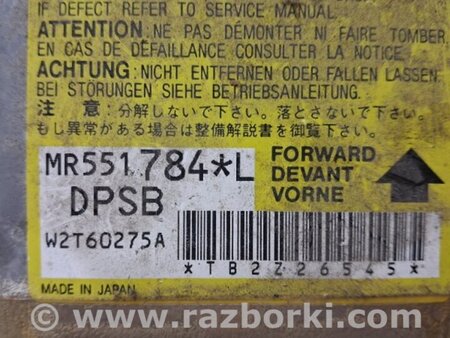 IF DEFECT REFER TO SERVICE MANUAL.
ATTENTION: NE PAS DÉMONTER NI FAIRE TOMBER.
EN CAS DE DÉFAILLANCE CONSULTER LA NOTICE.
ACHTUNG: NICHT ENTFERNEN ODER FALLEN LASSEN
BEI STÖRUNGEN SIEHE BETRIEBSANLEITUNG.
注 意:分解しないで下さい。落とさないで下さい。
もし異常がある場合は整備解説書を御覧下さい。
MR551784*L
DPSB
W2T60275A
FORWARD
DEVANT
VORNE
*TB2Z26545*
MADE IN JAPAN
www.razborki.com